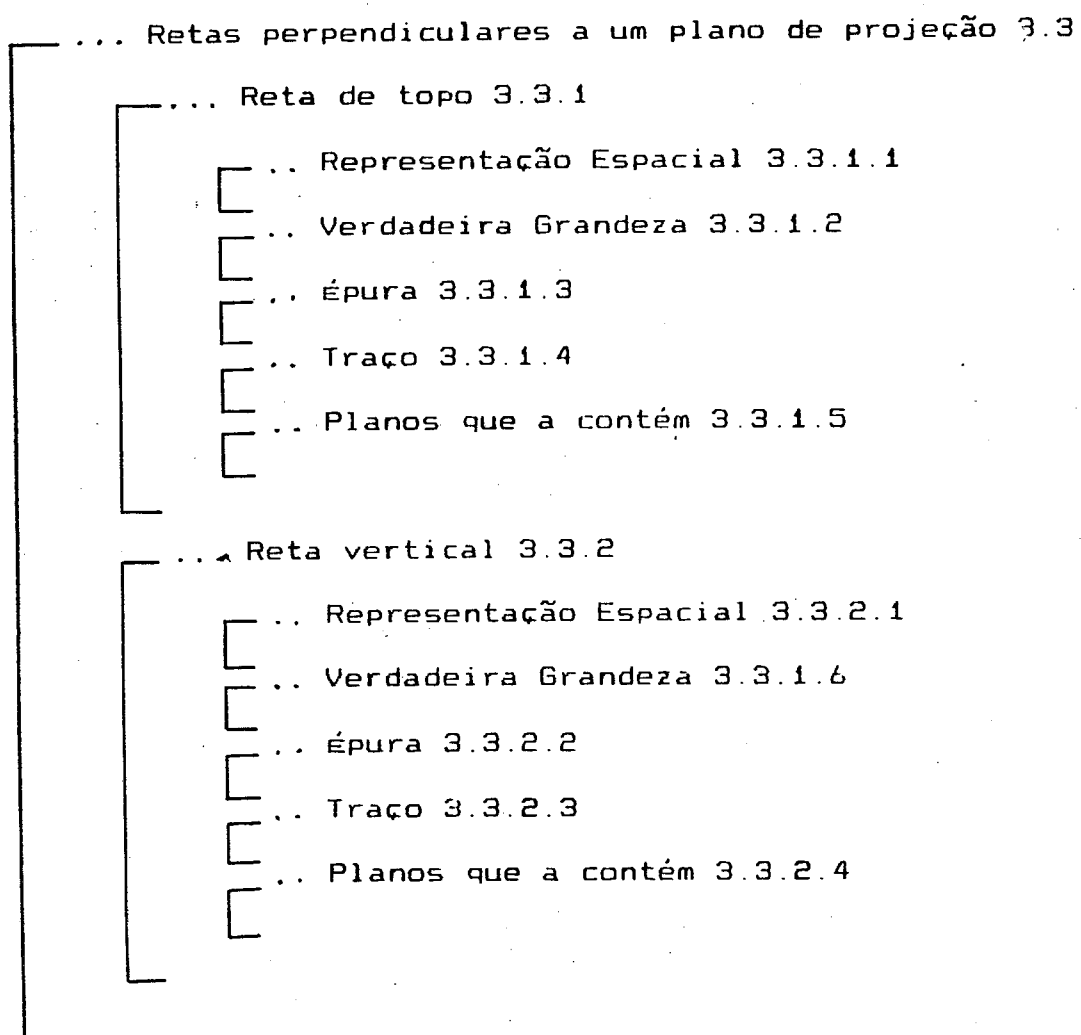 ... Retas perpendiculares a um plano de projeção 3.3
... Reta de topo 3.3.1
.. Representação Espacial 3.3.1.1
.. Verdadeira Grandeza 3.3.1.2
.. Épura 3.3.1.3
.. Traço 3.3.1.4
.. Planos que a contém 3.3.1.5
... Reta vertical 3.3.2
.. Representação Espacial 3.3.2.1
.. Verdadeira Grandeza 3.3.1.6
.. Épura 3.3.2.2
.. Traço 3.3.2.3
.. Planos que a contém 3.3.2.4